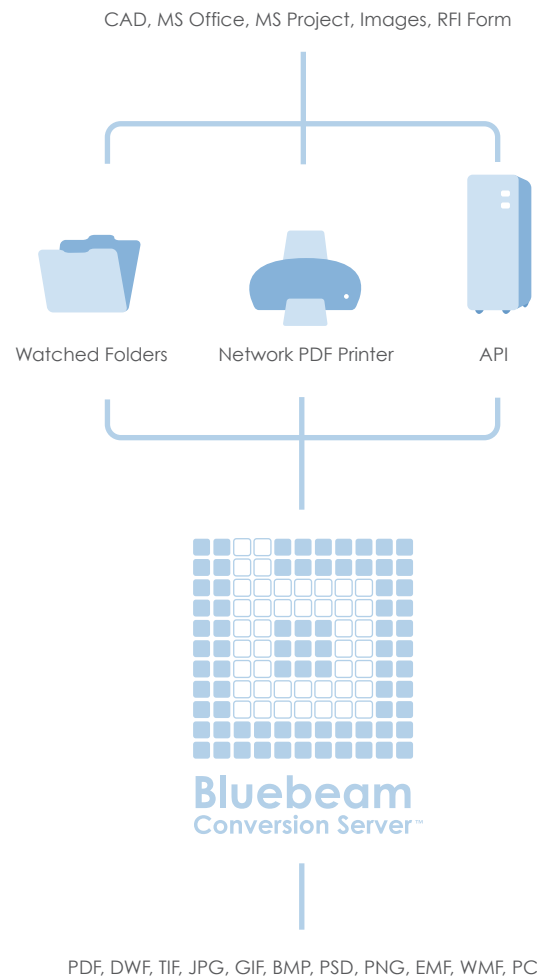 CAD, MS Office, MS Project, Images, RFI Form
Watched Folders
Network PDF Printer
API
Bluebeam
Conversion Server™
PDF, DWF, TIF, JPG, GIF, BMP, PSD, PNG, EMF, WMF, PC